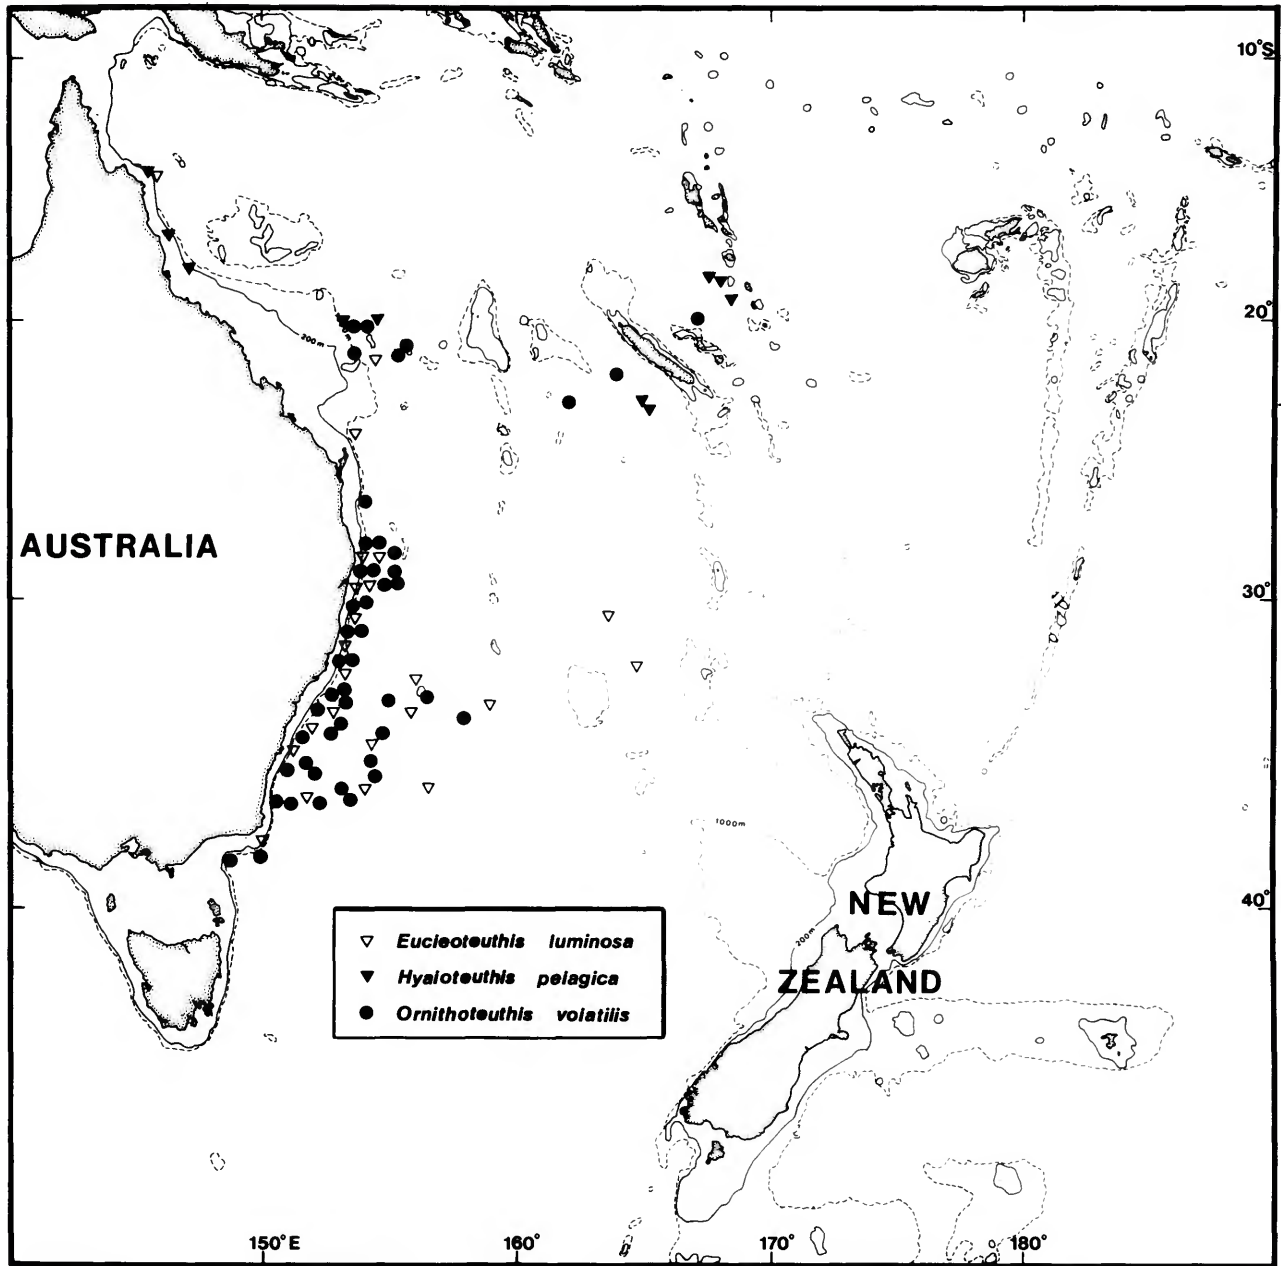 10°S
200m
20°
AUSTRALIA
30°
1000m
NEW
40°
200m
ZEALAND
Eucleoteuthis luminosa
Hyaloteuthis pelagica
Ornithoteuthis volatilis
150°E
160°
170°
180°